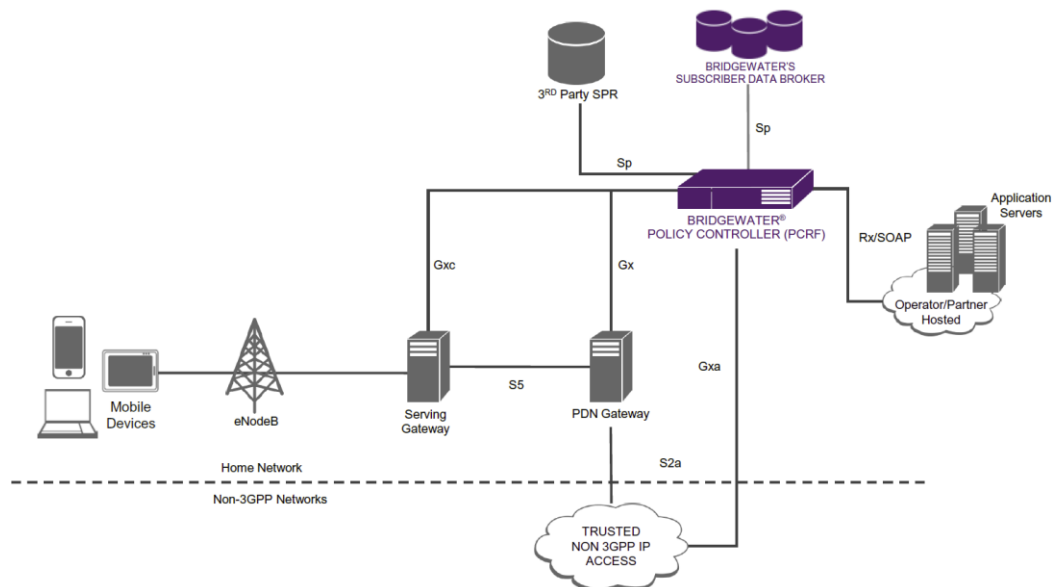 BRIDGEWATER'S
SUBSCRIBER DATA BROKER
3RD Party SPR
Sp
Sp
Application
Servers
BRIDGEWATER®
POLICY CONTROLLER (PCRF)
Rx/SOAP
Gxc
Gx
Operator/Partner
Hosted
Gxa
S5
Mobile
Devices
eNodeB
Serving
Gateway
PDN Gateway
Home Network
S2a
Non-3GPP Networks
TRUSTED
NON 3GPP IP
ACCESS